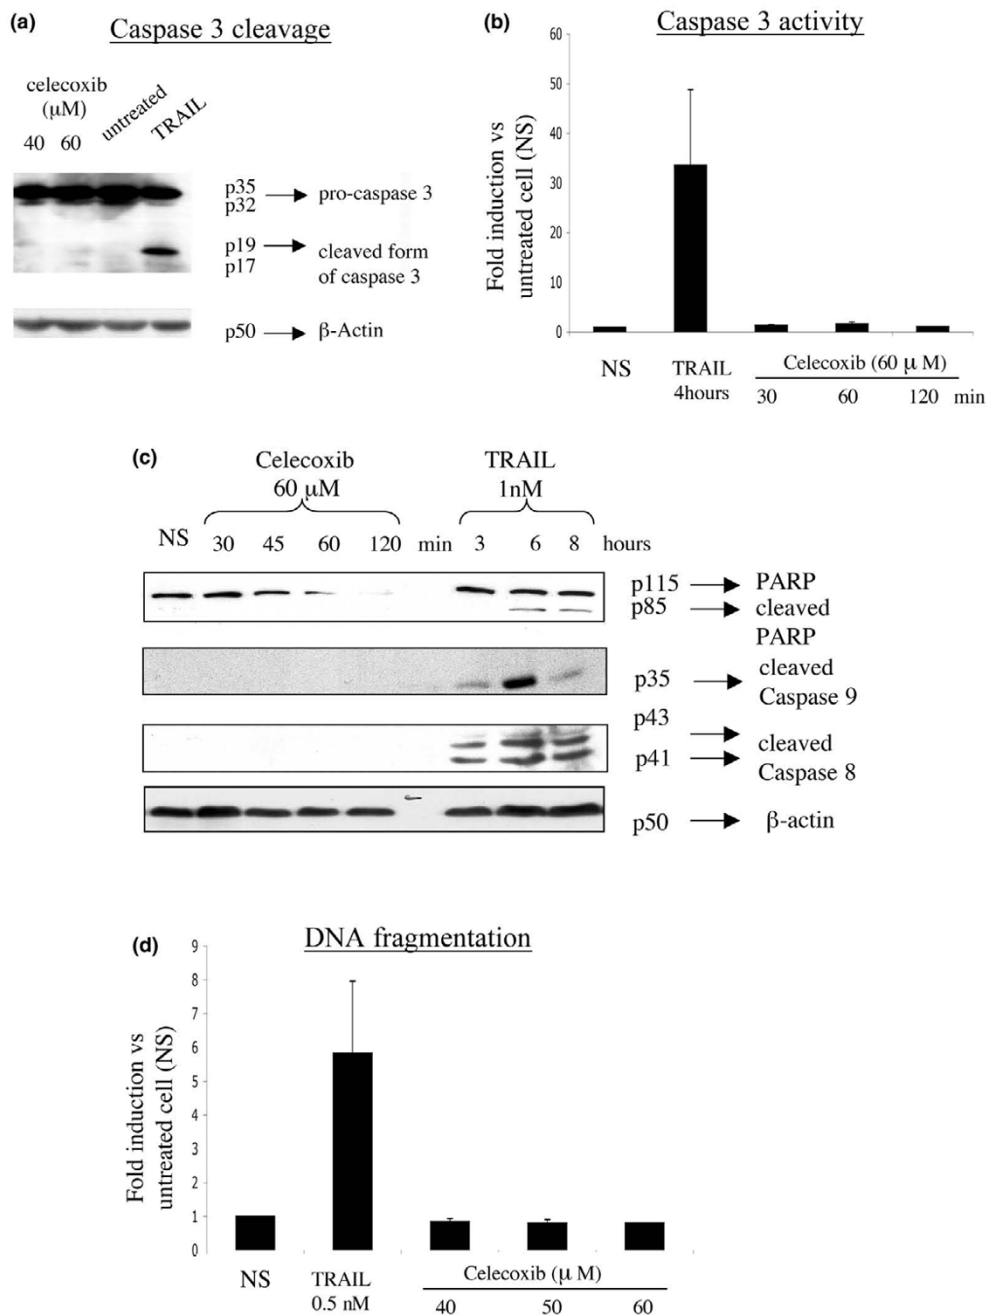 (a)
Caspase 3 cleavage
celecoxib
(μM)
40 60 untreated TRAIL
p35
p32
pro-caspase 3
p19
p17
cleaved form
of caspase 3
p50
β-Actin
(b)
Caspase 3 activity
Fold induction vs
untreated cell (NS)
60
50
40
30
20
10
0
NS
TRAIL
4hours
Celecoxib (60 μ M)
30 60 120 min
(c)
Celecoxib
60 μM
TRAIL
1nM
NS 30 45 60 120 min 3 6 8 hours
p115 PARP
p85 cleaved
PARP
p35
cleaved
Caspase 9
p43
p41
cleaved
Caspase 8
p50 β-actin
(d)
DNA fragmentation
Fold induction vs
untreated cell (NS)
9
8
7
6
5
4
3
2
1
0
NS
TRAIL
0.5 nM
Celecoxib (μ M)
40 50 60